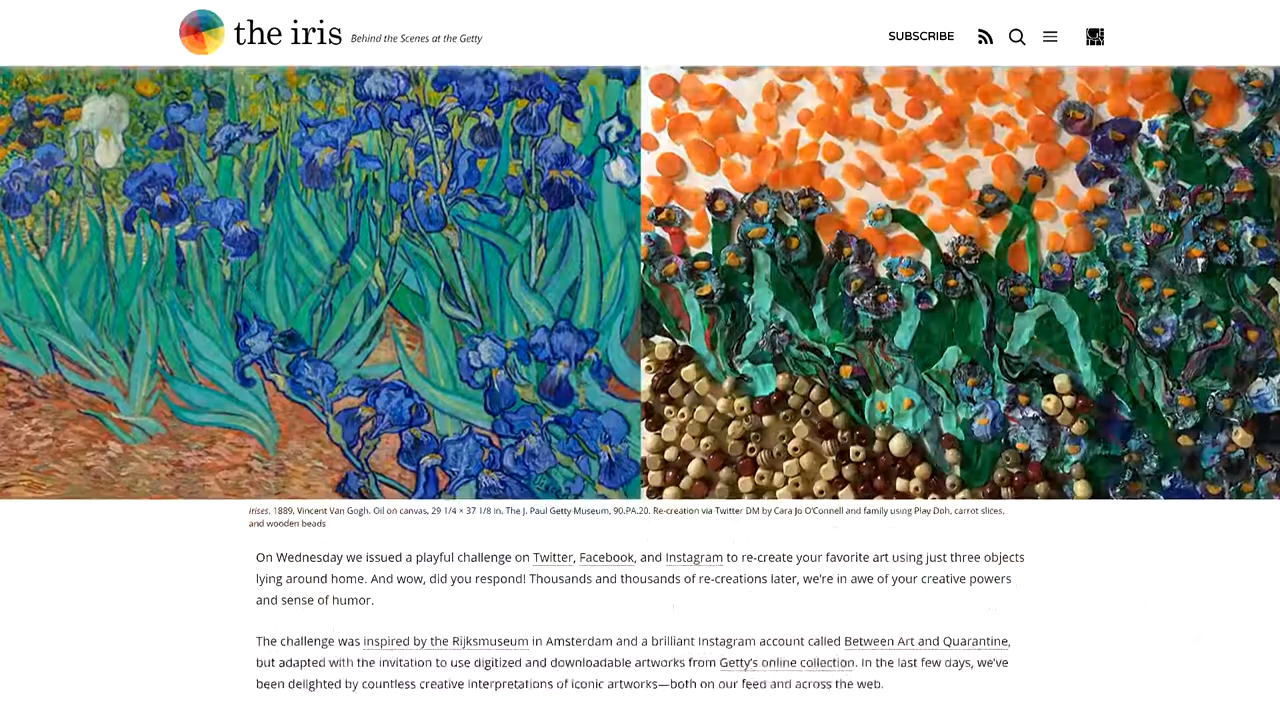 the iris Behind the Scenes at the Getty SUBSCRIBE
Irises, 1889, Vincent Van Gogh. Oil on canvas, 29 1/4 × 37 1/8 in. The J. Paul Getty Museum, 90.PA.20. Re-creation via Twitter DM by Cara Jo O'Connell and family using Play Doh, carrot slices,
and wooden beads
On Wednesday we issued a playful challenge on Twitter, Facebook, and Instagram to re-create your favorite art using just three objects
lying around home. And wow, did you respond! Thousands and thousands of re-creations later, we're in awe of your creative powers
and sense of humor.
The challenge was inspired by the Rijksmuseum in Amsterdam and a brilliant Instagram account called Between Art and Quarantine,
but adapted with the invitation to use digitized and downloadable artworks from Getty's online collection. In the last few days, we've
been delighted by countless creative interpretations of iconic artworks—both on our feed and across the web.